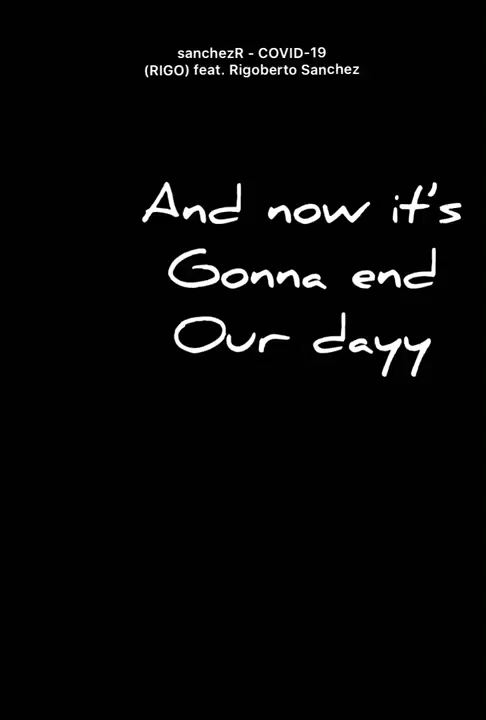 sanchezR - COVID-19
(RIGO) feat. Rigoberto Sanchez
And now it's
Gonna end
Our dayy